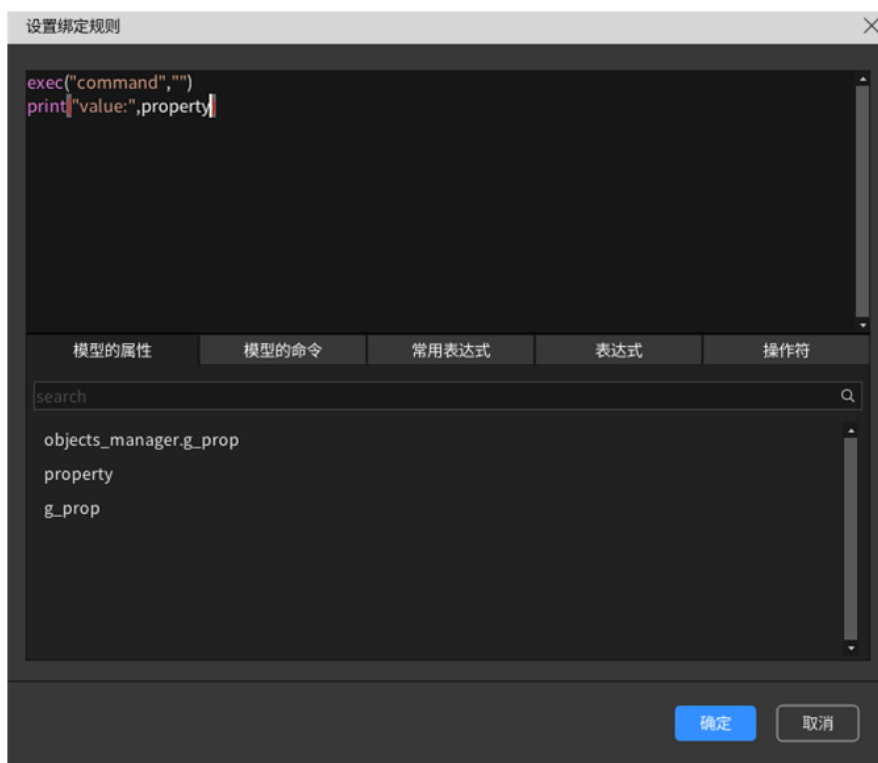 设置绑定规则
exec("command","")
print("value:",property)
模型的属性 模型的命令 常用表达式 表达式 操作符
search
objects_manager.g_prop
property
g_prop
确定 取消